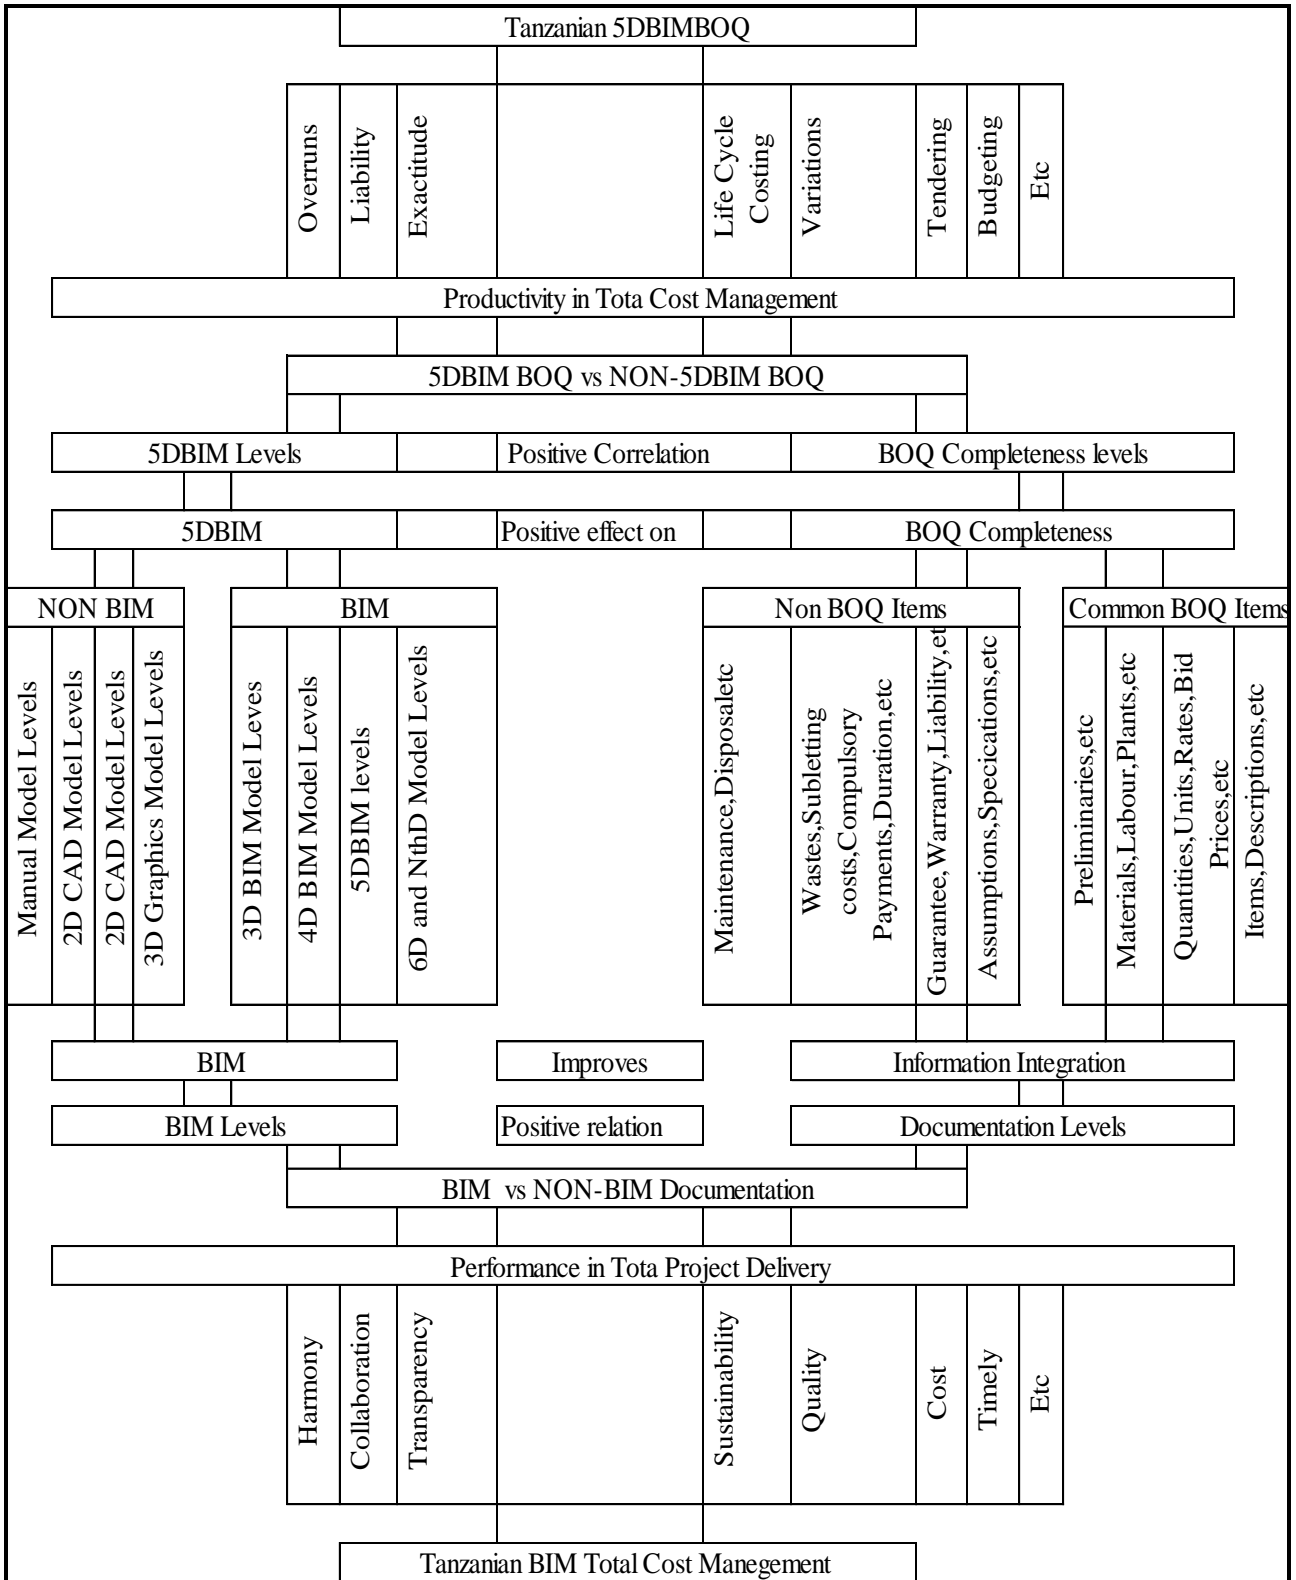 Tanzanian 5DBIMBOQ
Overruns
Liability
Exactitude
Life Cycle
Costing
Variations
Tendering
Budgeting
Etc
Productivity in Tota Cost Management
5DBIM BOQ vs NON-5DBIM BOQ
5DBIM Levels
Positive Correlation
BOQ Completeness levels
5DBIM
Positive effect on
BOQ Completeness
NON BIM
BIM
Non BOQ Items
Common BOQ Items
Manual Model Levels
2D CAD Model Levels
2D CAD Model Levels
3D Graphics Model Levels
3D BIM Model Leves
4D BIM Model Levels
5DBIM levels
6D and NthD Model Levels
Maintenance,Disposaletc
Wastes,Subletting
costs,Compulsory
Payments,Duration,etc
Guarantee,Warranty,Liability,et
Assumptions,Specications,etc
Preliminaries,etc
Materials,Labour,Plants,etc
Quantities,Units,Rates,Bid
Prices,etc
Items,Descriptions,etc
BIM
Improves
Information Integration
BIM Levels
Positive relation
Documentation Levels
BIM vs NON-BIM Documentation
Performance in Tota Project Delivery
Harmony
Collaboration
Transparency
Sustainability
Quality
Cost
Timely
Etc
Tanzanian BIM Total Cost Manegement